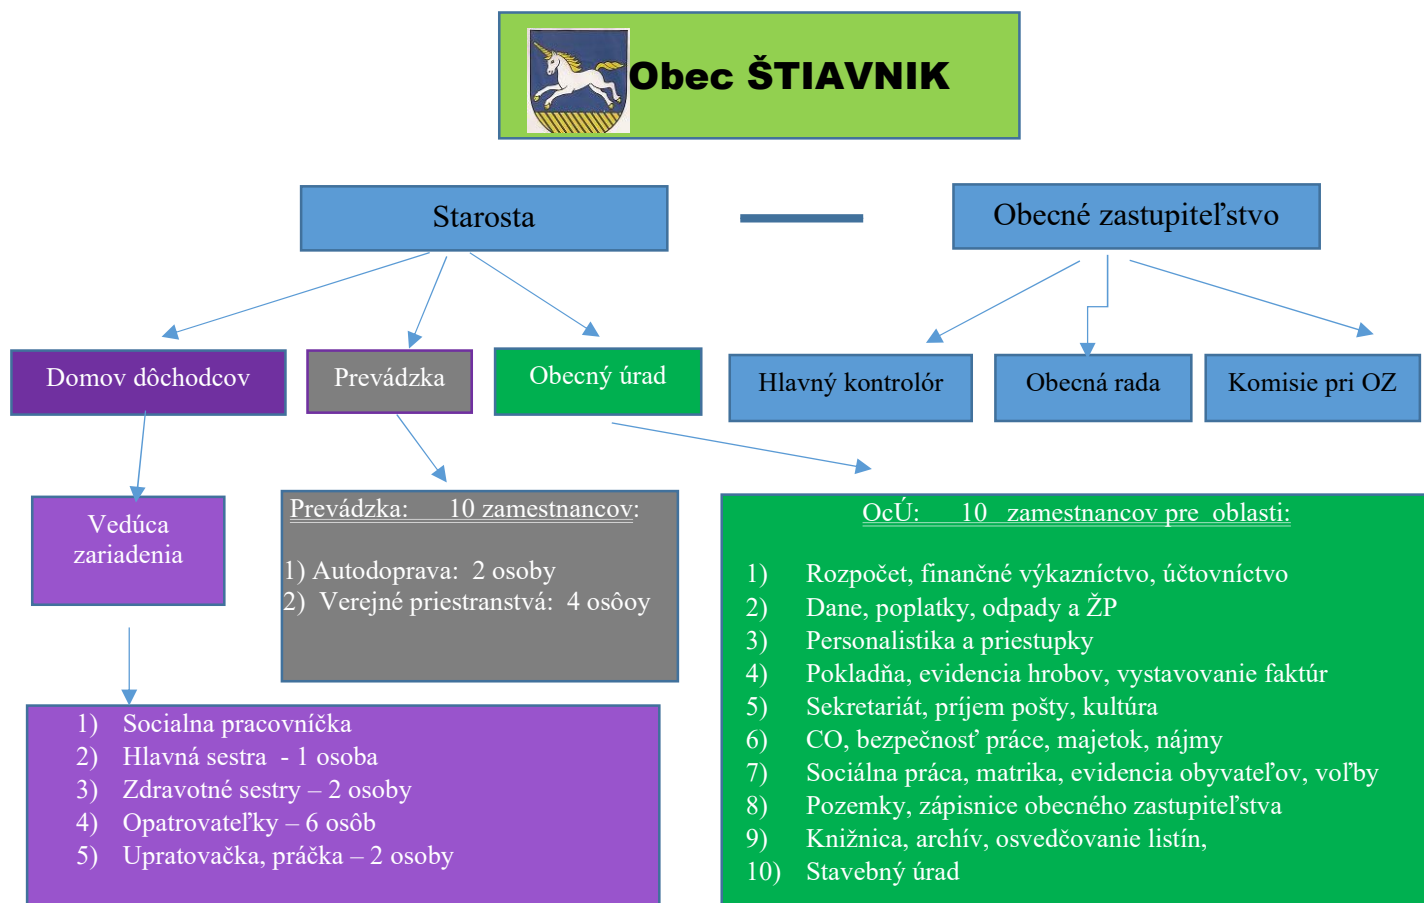 Obec ŠTIAVNIK
Starosta
Obecné zastupiteľstvo
Domov dôchodcov
Prevádzka
Obecný úrad
Hlavný kontrolór
Obecná rada
Komisie pri OZ
Vedúca
zariadenia
Prevádzka: 10 zamestnancov:
1) Autodoprava: 2 osoby
2) Verejné priestranstvá: 4 osôoy
OcÚ: 10 zamestnancov pre oblasti:
1) Rozpočet, finančné výkazníctvo, účtovníctvo
2) Dane, poplatky, odpady a ŽP
3) Personalistika a priestupky
4) Pokladňa, evidencia hrobov, vystavovanie faktúr
5) Sekretariát, príjem pošty, kultúra
6) CO, bezpečnosť práce, majetok, nájmy
7) Sociálna práca, matrika, evidencia obyvateľov, voľby
8) Pozemky, zápisnice obecného zastupiteľstva
9) Knižnica, archív, osvedčovanie listín,
10) Stavebný úrad
1) Socialna pracovníčka
2) Hlavná sestra - 1 osoba
3) Zdravotné sestry – 2 osoby
4) Opatrovateľky – 6 osôb
5) Upratovačka, práčka – 2 osoby